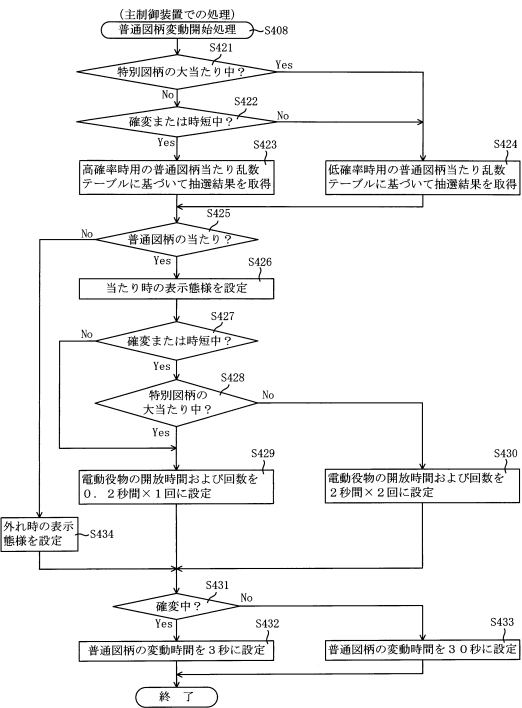 （主制御装置での処理）
普通図柄変動開始処理
S408
S421
特別図柄の大当たり中？
Yes
No
S422
確変または時短中？
No
Yes
S423
高確率時用の普通図柄当たり乱数
テーブルに基づいて抽選結果を取得
S424
低確率時用の普通図柄当たり乱数
テーブルに基づいて抽選結果を取得
S425
普通図柄の当たり？
No
Yes
S426
当たり時の表示態様を設定
S427
確変または時短中？
No
Yes
S428
特別図柄の
大当たり中？
No
Yes
S429
電動役物の開放時間および回数を
０．２秒間×１回に設定
S430
電動役物の開放時間および回数を
２秒間×２回に設定
外れ時の表示
態様を設定
S434
S431
確変中？
No
Yes
S432
普通図柄の変動時間を３秒に設定
S433
普通図柄の変動時間を３０秒に設定
終 了